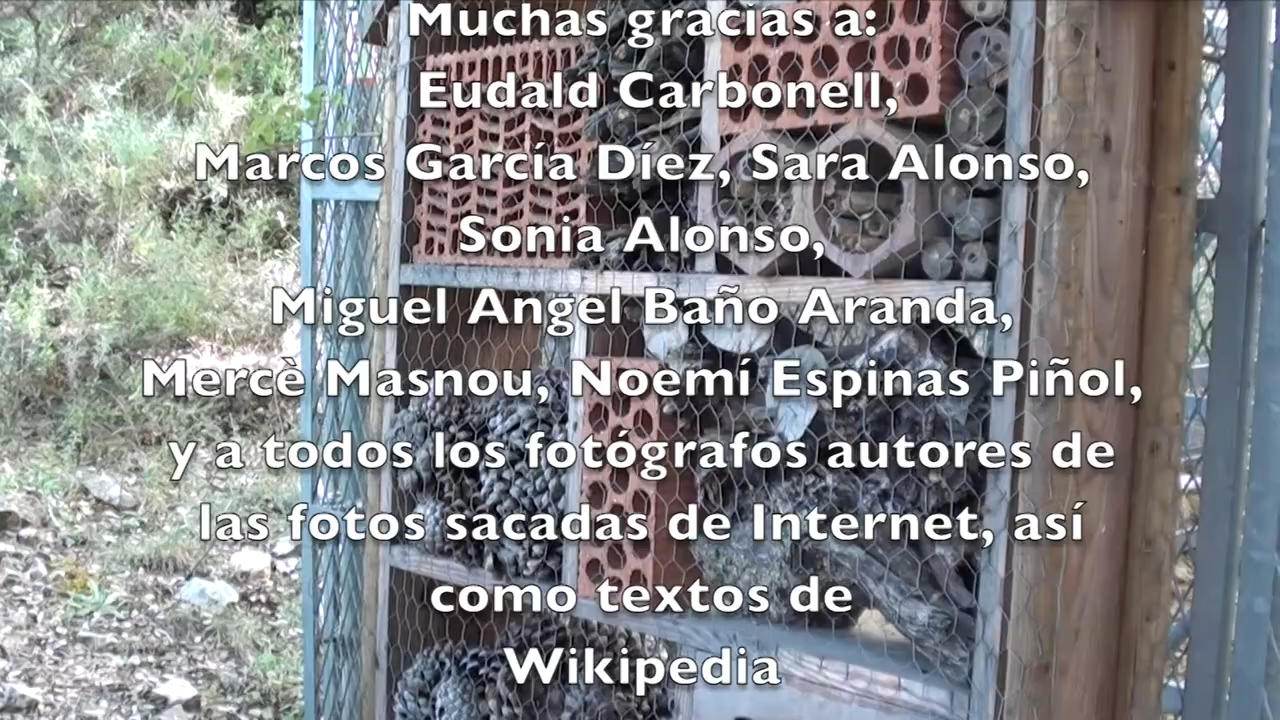 Muchas gracias a:
Eudald Carbonell,
Marcos García Díez, Sara Alonso,
Sonia Alonso,
Miguel Angel Baño Aranda,
Mercè Masnou, Noemí Espinas Piñol,
y a todos los fotógrafos autores de
las fotos sacadas de Internet, así
como textos de
Wikipedia